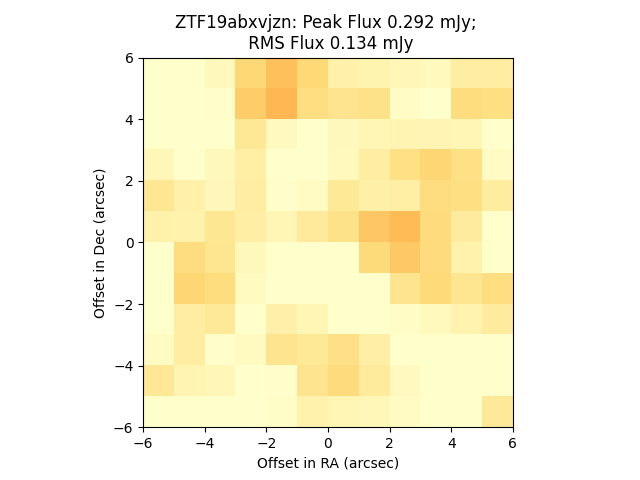 ZTF19abxvjzn: Peak Flux 0.292 mJy;
RMS Flux 0.134 mJy
6
4
2
0
−2
−4
−6
Offset in Dec (arcsec)
−6 −4 −2 0 2 4 6
Offset in RA (arcsec)